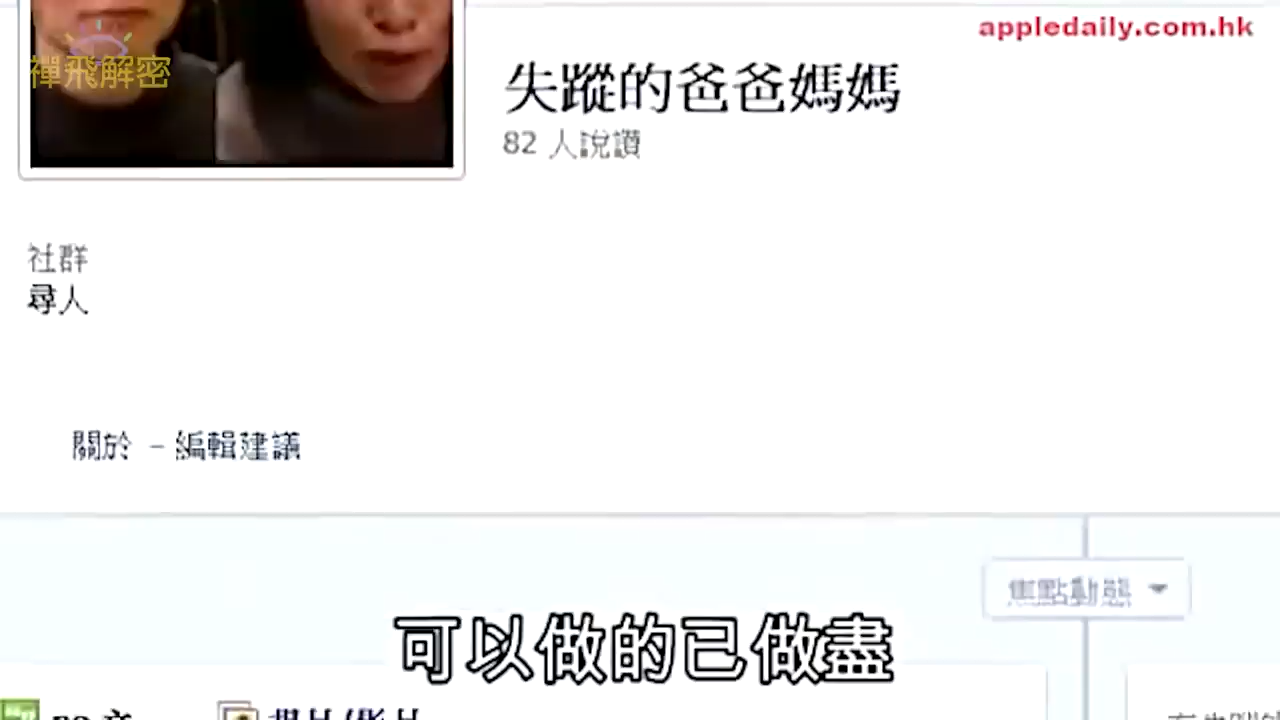 appledaily.com.hk
禪飛解密
失蹤的爸爸媽媽
82 人說讚
社群
尋人
關於 - 編輯建議
焦點動態
可以做的已做盡